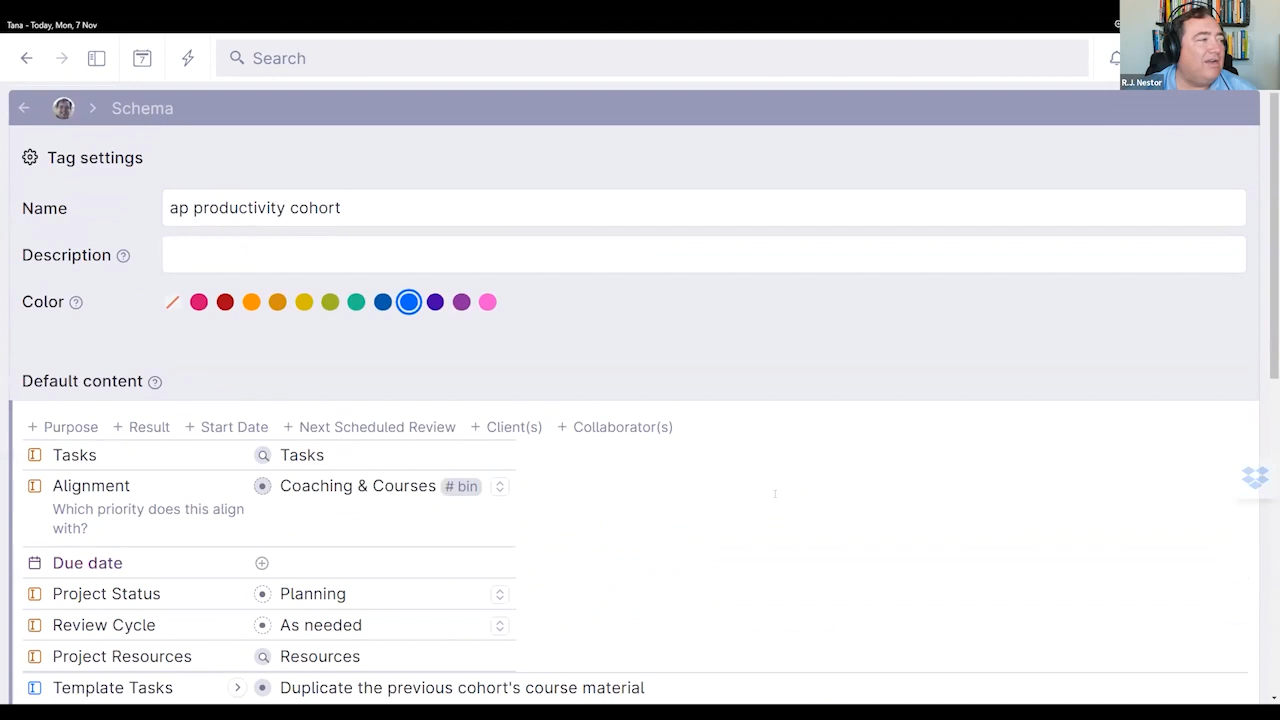 Tana - Today, Mon, 7 Nov
7
Search
R.J. Nestor
Schema
Tag settings
Name
ap productivity cohort
Description
Color
Default content
+ Purpose + Result + Start Date + Next Scheduled Review + Client(s) + Collaborator(s)
Tasks Tasks
Alignment Coaching & Courses # bin
Which priority does this align
with?
Due date
Project Status Planning
Review Cycle As needed
Project Resources Resources
Template Tasks Duplicate the previous cohort's course material